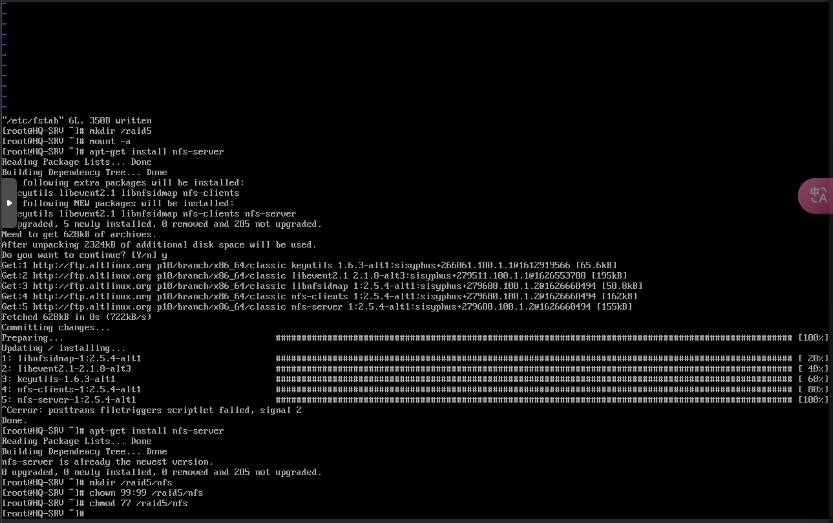 ~
~
~
~
~
~
~
~
~
~
~
"/etc/fstab" 6L, 350B written
[root@HQ-SRV ~]# mkdir /raid5
[root@HQ-SRV ~]# mount -a
[root@HQ-SRV ~]# apt-get install nfs-server
Reading Package Lists... Done
Building Dependency Tree... Done
following extra packages will be installed:
keyutils libevent2.1 libnfsidmap nfs-clients
following NEW packages will be installed:
keyutils libevent2.1 libnfsidmap nfs-clients nfs-server
upgraded, 5 newly installed, 0 removed and 205 not upgraded.
Need to get 628kB of archives.
After unpacking 2324kB of additional disk space will be used.
Do you want to continue? [Y/n] y
Get:1 http://ftp.altlinux.org p10/branch/x86_64/classic keyutils 1.6.3-alt1:sisyphus+266061.100.1.1@1612919566 [65.6kB]
Get:2 http://ftp.altlinux.org p10/branch/x86_64/classic libevent2.1 2.1.8-alt3:sisyphus+279511.100.1.1@1626553708 [195kB]
Get:3 http://ftp.altlinux.org p10/branch/x86_64/classic libnfsidmap 1:2.5.4-alt1:sisyphus+279680.100.1.2@1626660494 [50.8kB]
Get:4 http://ftp.altlinux.org p10/branch/x86_64/classic nfs-clients 1:2.5.4-alt1:sisyphus+279680.100.1.2@1626660494 [162kB]
Get:5 http://ftp.altlinux.org p10/branch/x86_64/classic nfs-server 1:2.5.4-alt1:sisyphus+279680.100.1.2@1626660494 [155kB]
Fetched 628kB in 0s (722kB/s)
Committing changes...
Preparing... ################################################################ [100%]
Updating / installing...
1: libnfsidmap-1:2.5.4-alt1 ################################################################ [ 20%]
2: libevent2.1-2.1.8-alt3 ################################################################ [ 40%]
3: keyutils-1.6.3-alt1 ################################################################ [ 60%]
4: nfs-clients-1:2.5.4-alt1 ################################################################ [ 80%]
5: nfs-server-1:2.5.4-alt1 ################################################################ [100%]
^Cerror: posttrans filetriggers scriptlet failed, signal 2
Done.
[root@HQ-SRV ~]# apt-get install nfs-server
Reading Package Lists... Done
Building Dependency Tree... Done
nfs-server is already the newest version.
0 upgraded, 0 newly installed, 0 removed and 205 not upgraded.
[root@HQ-SRV ~]# mkdir /raid5/nfs
[root@HQ-SRV ~]# chown 99:99 /raid5/nfs
[root@HQ-SRV ~]# chmod 77 /raid5/nfs
[root@HQ-SRV ~]#
中A